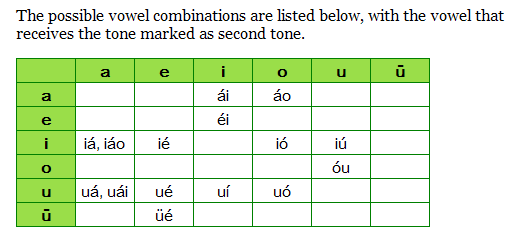 The possible vowel combinations are listed below, with the vowel that
receives the tone marked as second tone.
a e i o u ū
a ái áo
e éi
i iá, iáo ié ió iú
o óu
u uá, uái ué uí uó
ū üé